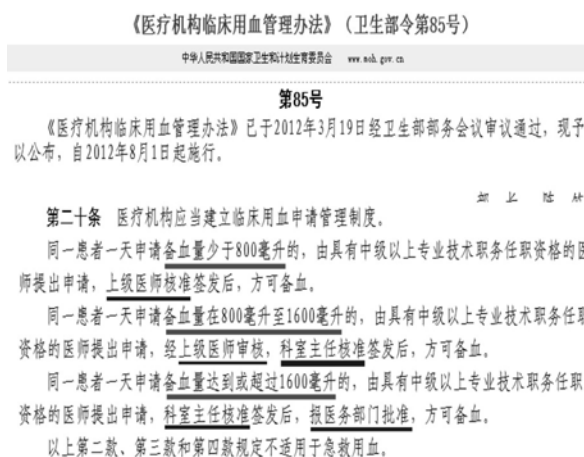 《医疗机构临床用血管理办法》（卫生部令第85号）
中华人民共和国国家卫生和计划生育委员会 www.moh.gov.cn
第85号
《医疗机构临床用血管理办法》已于2012年3月19日经卫生部部务会议审议通过，现予
以公布，自2012年8月1日起施行。
部 长 陈 竺
第二十条 医疗机构应当建立临床用血申请管理制度。
同一患者一天申请备血量少于800毫升的，由具有中级以上专业技术职务任职资格的医
师提出申请，上级医师核准签发后，方可备血。
同一患者一天申请备血量在800毫升至1600毫升的，由具有中级以上专业技术职务任职
资格的医师提出申请，经上级医师审核，科室主任核准签发后，方可备血。
同一患者一天申请备血量达到或超过1600毫升的，由具有中级以上专业技术职务任职
资格的医师提出申请，科室主任核准签发后，报医务部门批准，方可备血。
以上第二款、第三款和第四款规定不适用于急救用血。